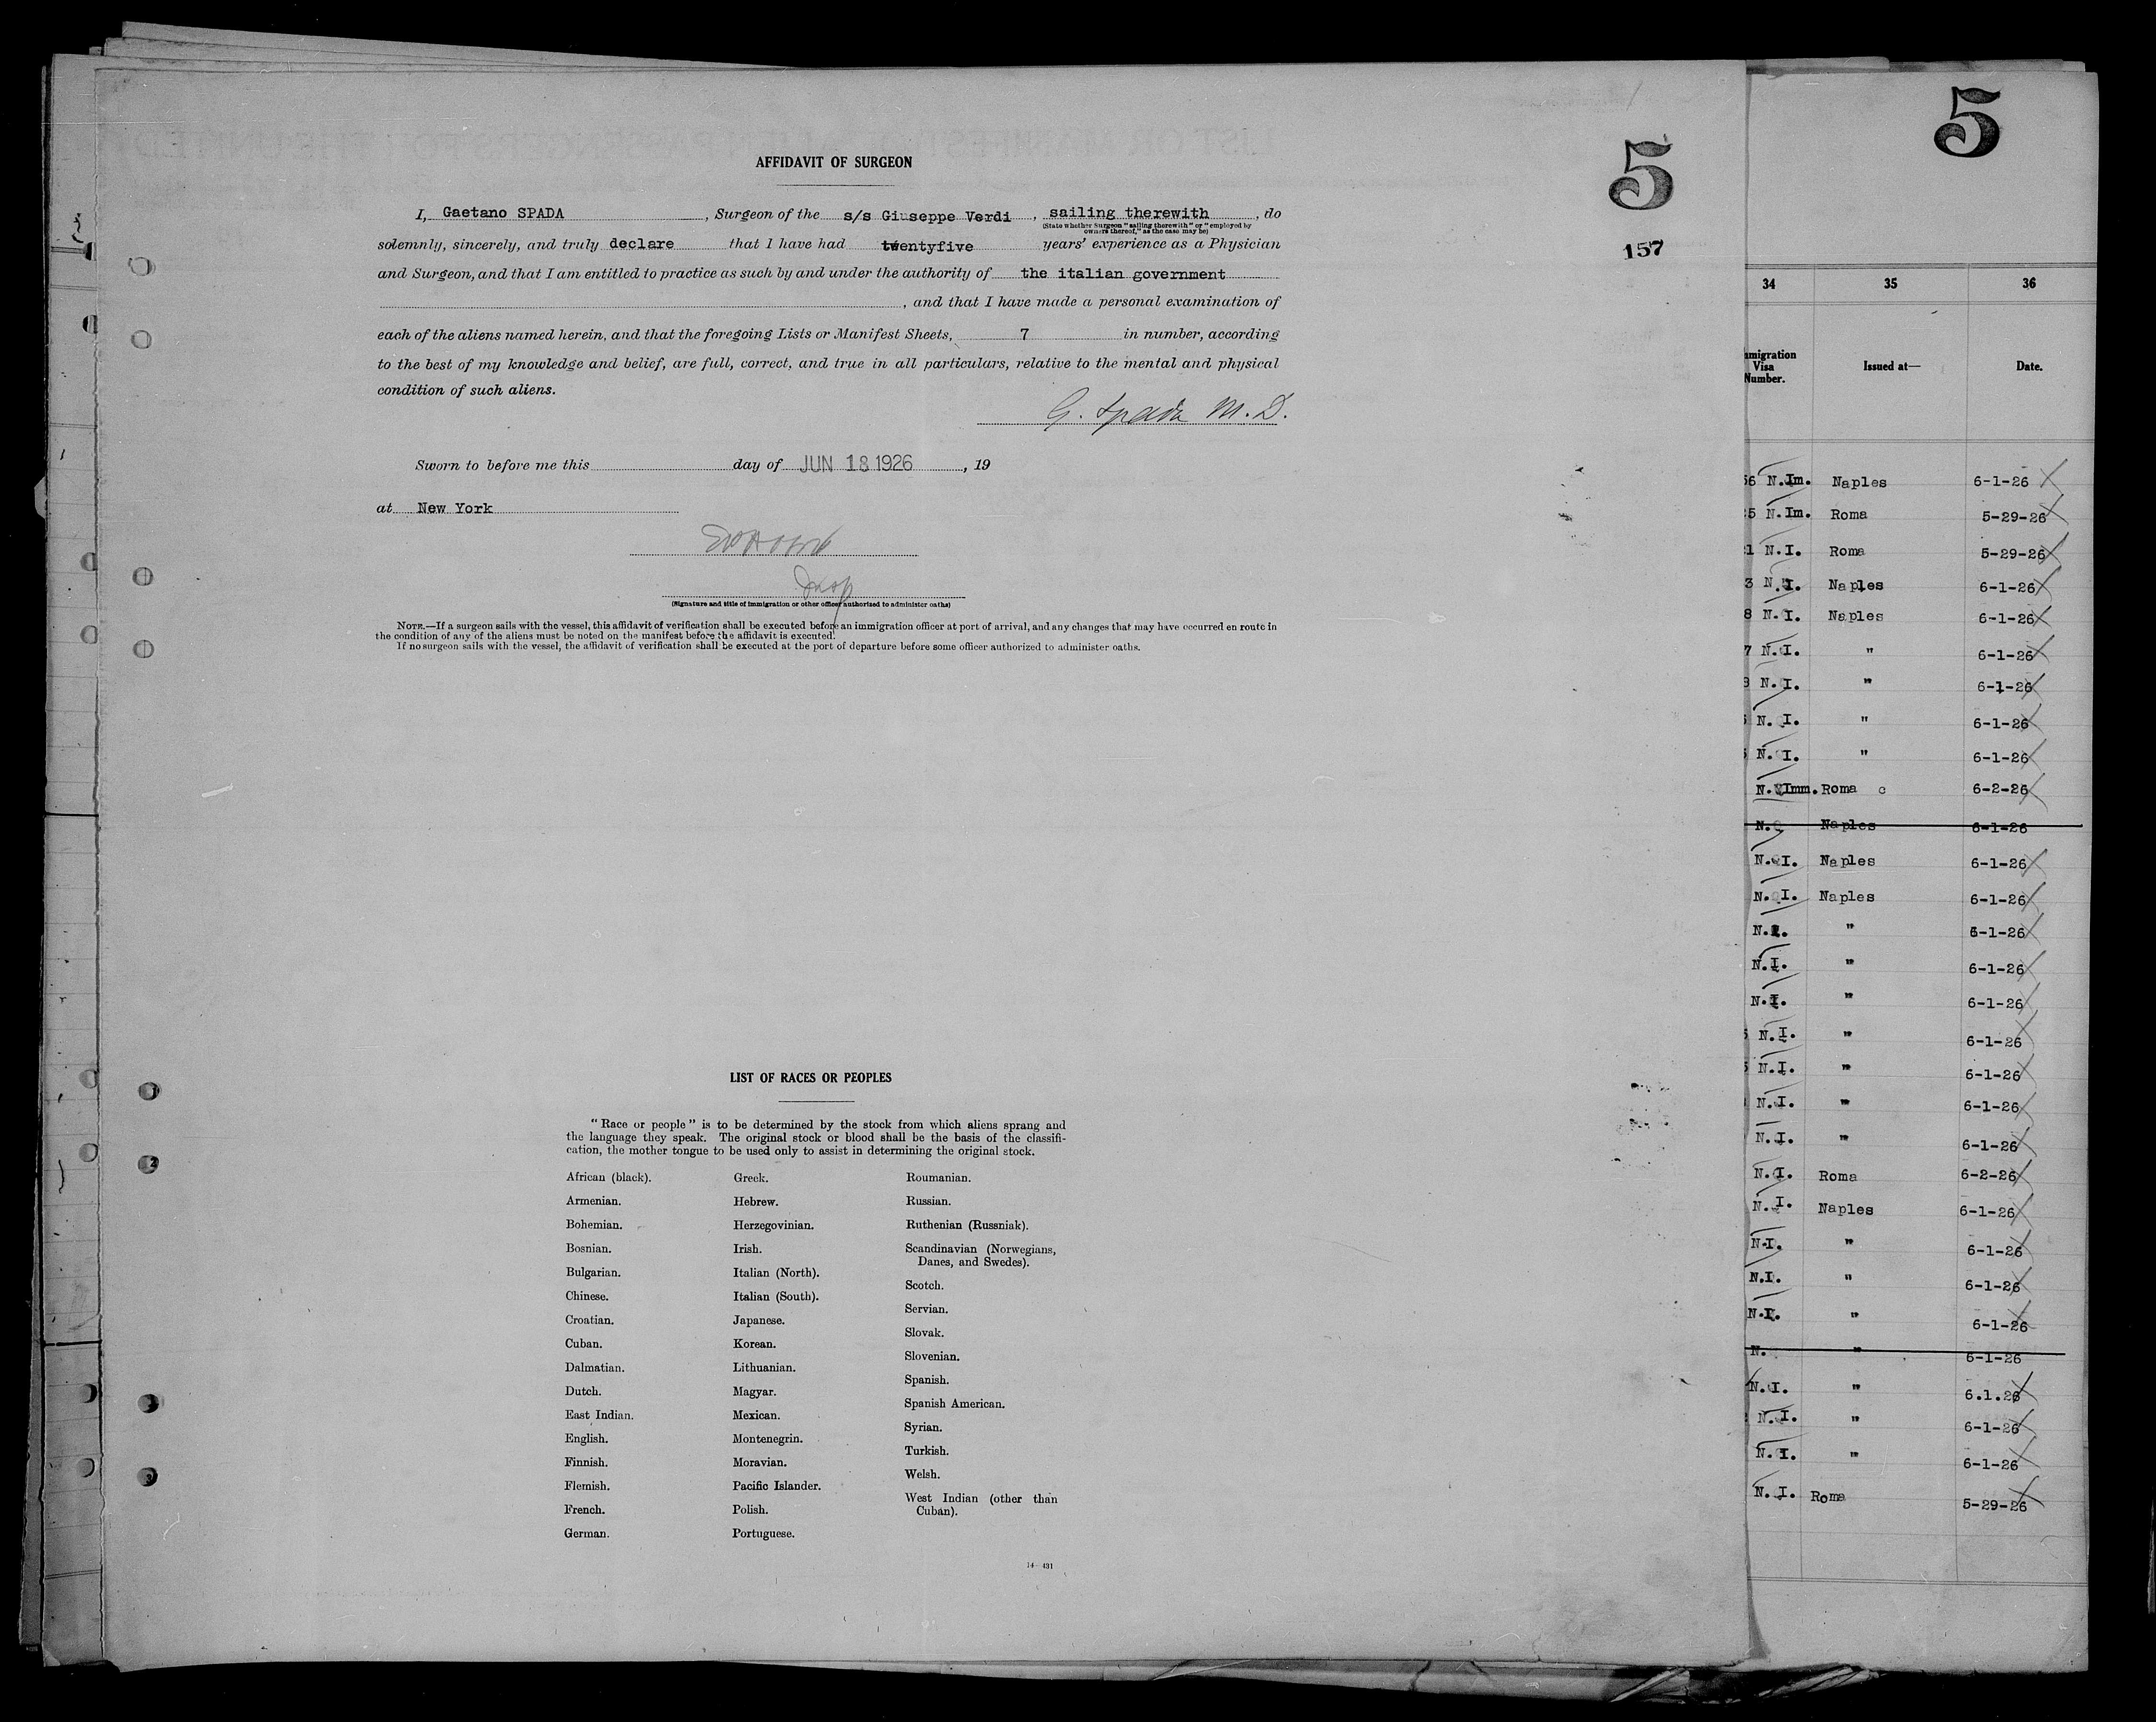 AFFIDAVIT OF SURGEON
5
I, Gaetano SPADA, Surgeon of the s/s Giuseppe Verdi, sailing therewith, do
(State whether Surgeon "sailing therewith" or "employed by
owners thereof," as the case may be)
solemnly, sincerely, and truly declare that I have had twentyfive years' experience as a Physician
157
and Surgeon, and that I am entitled to practice as such by and under the authority of the italian government
, and that I have made a personal examination of
each of the aliens named herein, and that the foregoing Lists or Manifest Sheets, 7 in number, according
to the best of my knowledge and belief, are full, correct, and true in all particulars, relative to the mental and physical
condition of such aliens.
G. Spada M.D.
Sworn to before me this day of JUN 18 1926, 19
at New York
Insp
(Signature and title of immigration or other officer authorized to administer oaths)
NOTE.—If a surgeon sails with the vessel, this affidavit of verification shall be executed before an immigration officer at port of arrival, and any changes that may have occurred en route in
the condition of any of the aliens must be noted on the manifest before the affidavit is executed.
If no surgeon sails with the vessel, the affidavit of verification shall be executed at the port of departure before some officer authorized to administer oaths.
LIST OF RACES OR PEOPLES
"Race or people" is to be determined by the stock from which aliens sprang and
the language they speak. The original stock or blood shall be the basis of the classifi-
cation, the mother tongue to be used only to assist in determining the original stock.
African (black).
Armenian.
Bohemian.
Bosnian.
Bulgarian.
Chinese.
Croatian.
Cuban.
Dalmatian.
Dutch.
East Indian.
English.
Finnish.
Flemish.
French.
German.
Greek.
Hebrew.
Herzegovinian.
Irish.
Italian (North).
Italian (South).
Japanese.
Korean.
Lithuanian.
Magyar.
Mexican.
Montenegrin.
Moravian.
Pacific Islander.
Polish.
Portuguese.
Roumanian.
Russian.
Ruthenian (Russniak).
Scandinavian (Norwegians,
Danes, and Swedes).
Scotch.
Servian.
Slovak.
Slovenian.
Spanish.
Spanish American.
Syrian.
Turkish.
Welsh.
West Indian (other than
Cuban).
14—431
5
34 35 36
Visa
Number.
Issued at—
Date.
N.Im. Naples 6-1-26
N.Im. Roma 5-29-26
N.I. Roma 5-29-26
N.I. Naples 6-1-26
N.I. Naples 6-1-26
N.I. " 6-1-26
N.I. " 6-1-26
N.I. " 6-1-26
N.I. " 6-1-26
N.Imm. Roma 6-2-26
N. Naples 6-1-26
N.I. Naples 6-1-26
N.I. Naples 6-1-26
N.I. " 6-1-26
N.I. " 6-1-26
N.I. " 6-1-26
N.I. " 6-1-26
N.I. " 6-1-26
N.I. " 6-1-26
N.I. " 6-1-26
N.I. Roma 6-2-26
N.I. Naples 6-1-26
N.I. " 6-1-26
N.I. " 6-1-26
N.I. " 6-1-26
N. " 6-1-26
N.I. " 6.1.26
N.I. " 6-1-26
N.I. " 6-1-26
N.I. Roma 5-29-26